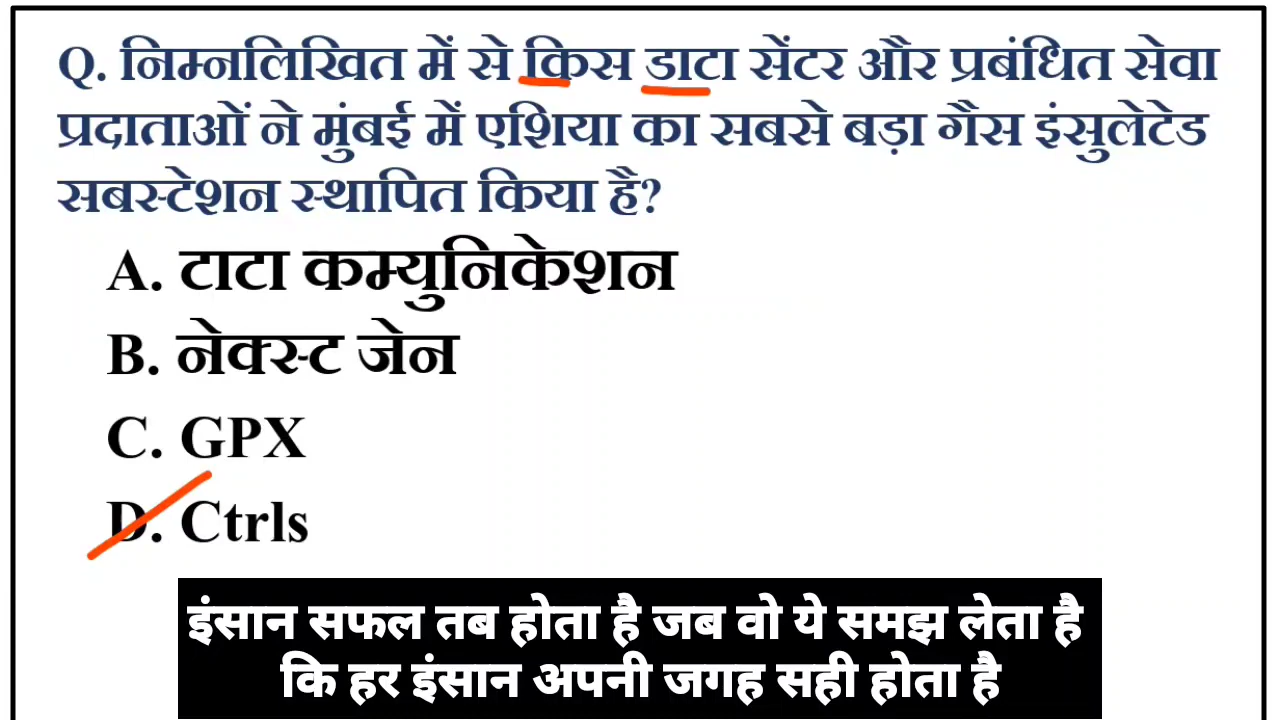 Q. निम्नलिखित में से किस डाटा सेंटर और प्रबंधित सेवा
प्रदाताओं ने मुंबई में एशिया का सबसे बड़ा गैस इंसुलेटेड
सबस्टेशन स्थापित किया है?
A. टाटा कम्युनिकेशन
B. नेक्स्ट जेन
C. GPX
D. Ctrls
इंसान सफल तब होता है जब वो ये समझ लेता है
कि हर इंसान अपनी जगह सही होता है